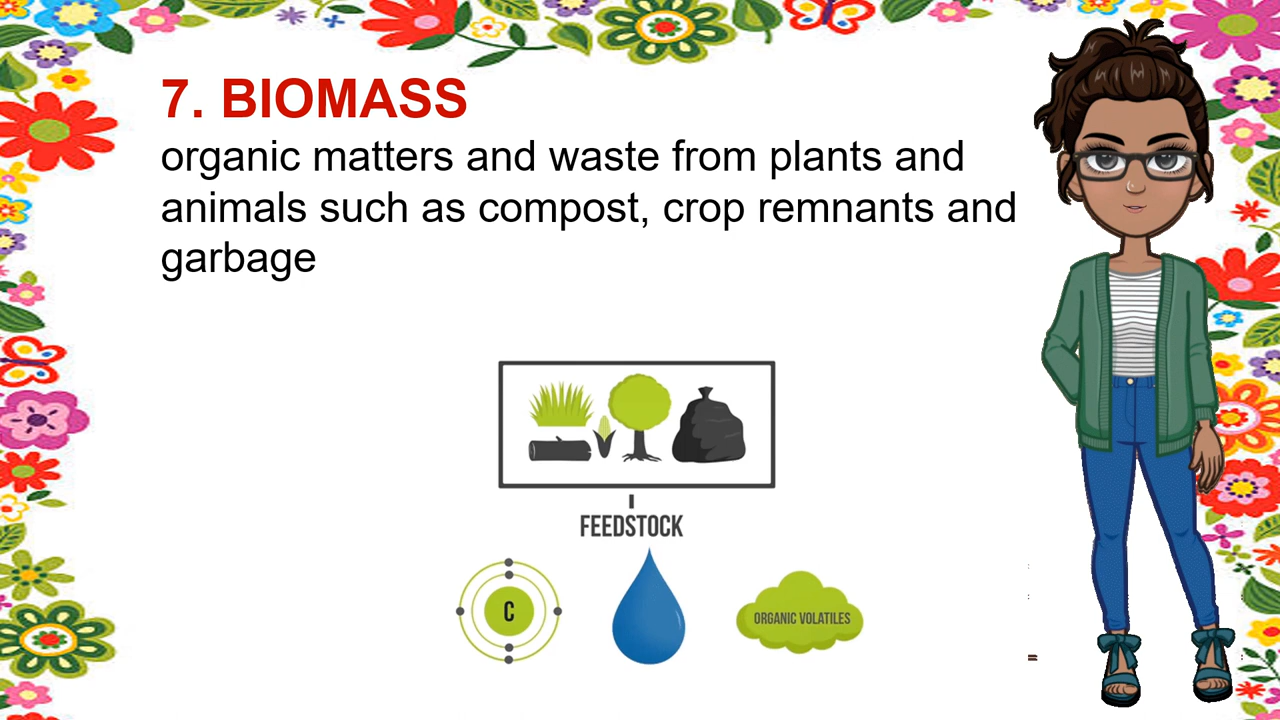 7. BIOMASS
organic matters and waste from plants and
animals such as compost, crop remnants and
garbage
FEEDSTOCK
C
ORGANIC VOLATILES